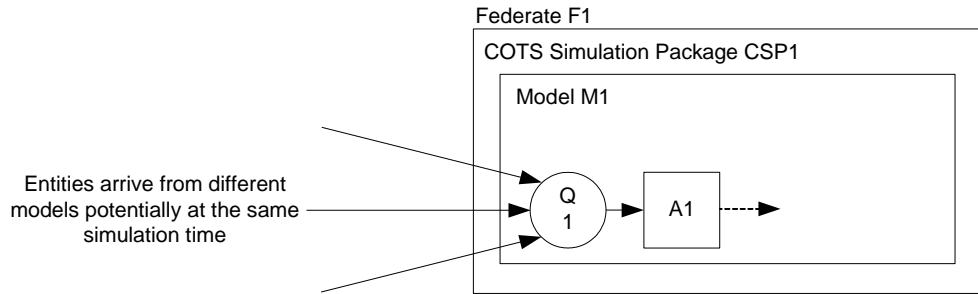 Federate F1
COTS Simulation Package CSP1
Model M1
Entities arrive from different
models potentially at the same
simulation time
Q
1
A1